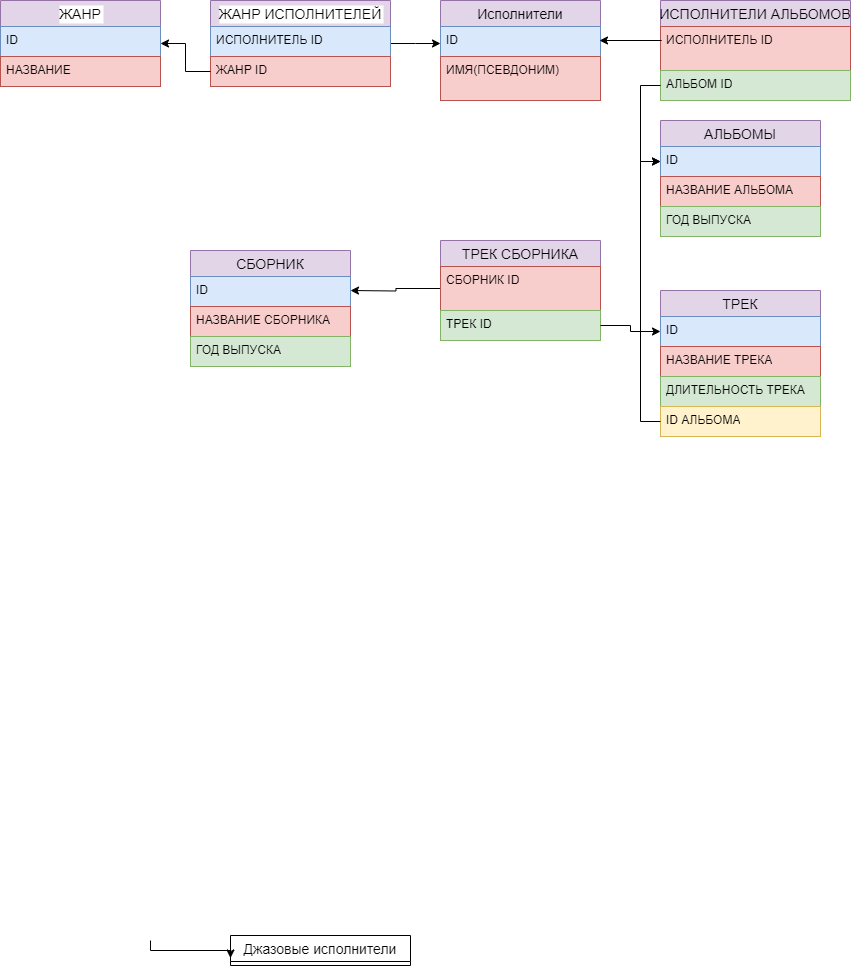 ЖАНР
ID
НАЗВАНИЕ
ЖАНР ИСПОЛНИТЕЛЕЙ
ИСПОЛНИТЕЛЬ ID
ЖАНР ID
Исполнители
ID
ИМЯ(ПСЕВДОНИМ)
ИСПОЛНИТЕЛИ АЛЬБОМОВ
ИСПОЛНИТЕЛЬ ID
АЛЬБОМ ID
АЛЬБОМЫ
ID
НАЗВАНИЕ АЛЬБОМА
ГОД ВЫПУСКА
СБОРНИК
ID
НАЗВАНИЕ СБОРНИКА
ГОД ВЫПУСКА
ТРЕК СБОРНИКА
СБОРНИК ID
ТРЕК ID
ТРЕК
ID
НАЗВАНИЕ ТРЕКА
ДЛИТЕЛЬНОСТЬ ТРЕКА
ID АЛЬБОМА
Джазовые исполнители